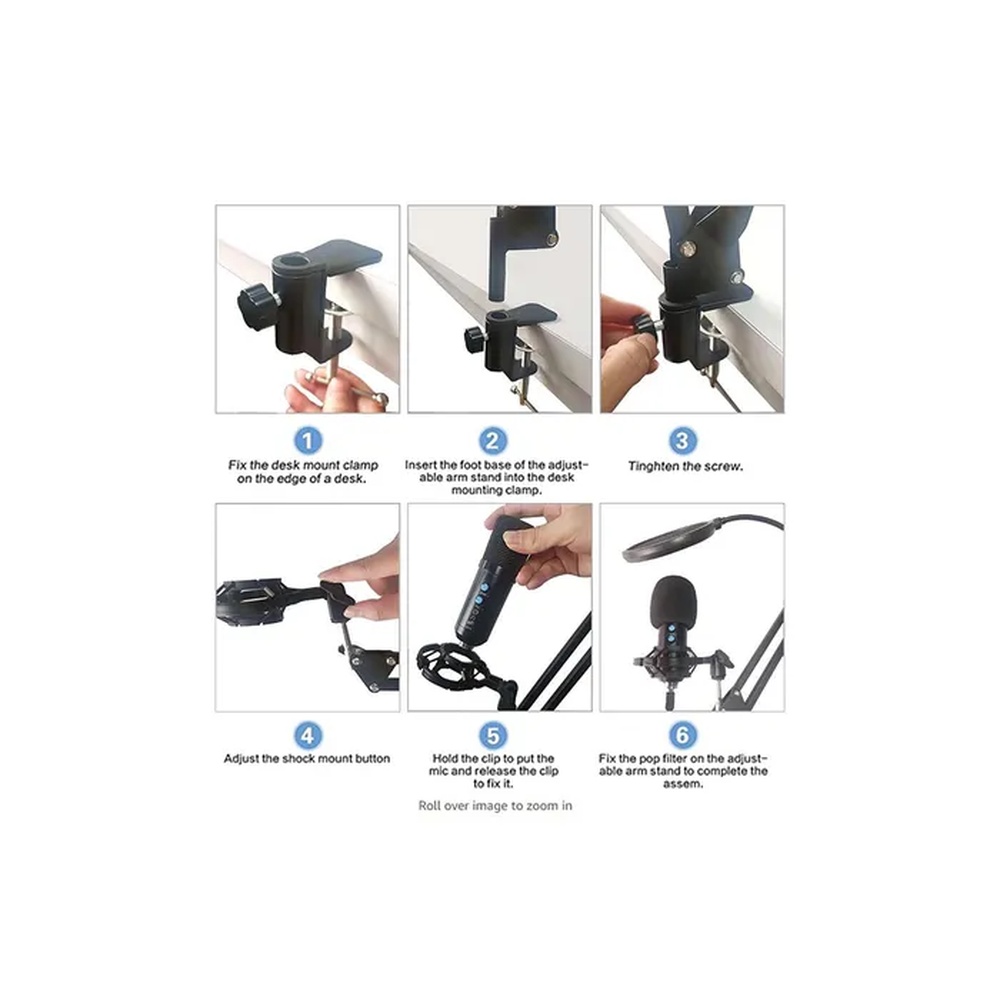 1
Fix the desk mount clamp
on the edge of a desk.
2
Insert the foot base of the adjust-
able arm stand into the desk
mounting clamp.
3
Tinghten the screw.
4
Adjust the shock mount button
5
Hold the clip to put the
mic and release the clip
to fix it.
6
Fix the pop filter on the adjust-
able arm stand to complete the
assem.
Roll over image to zoom in